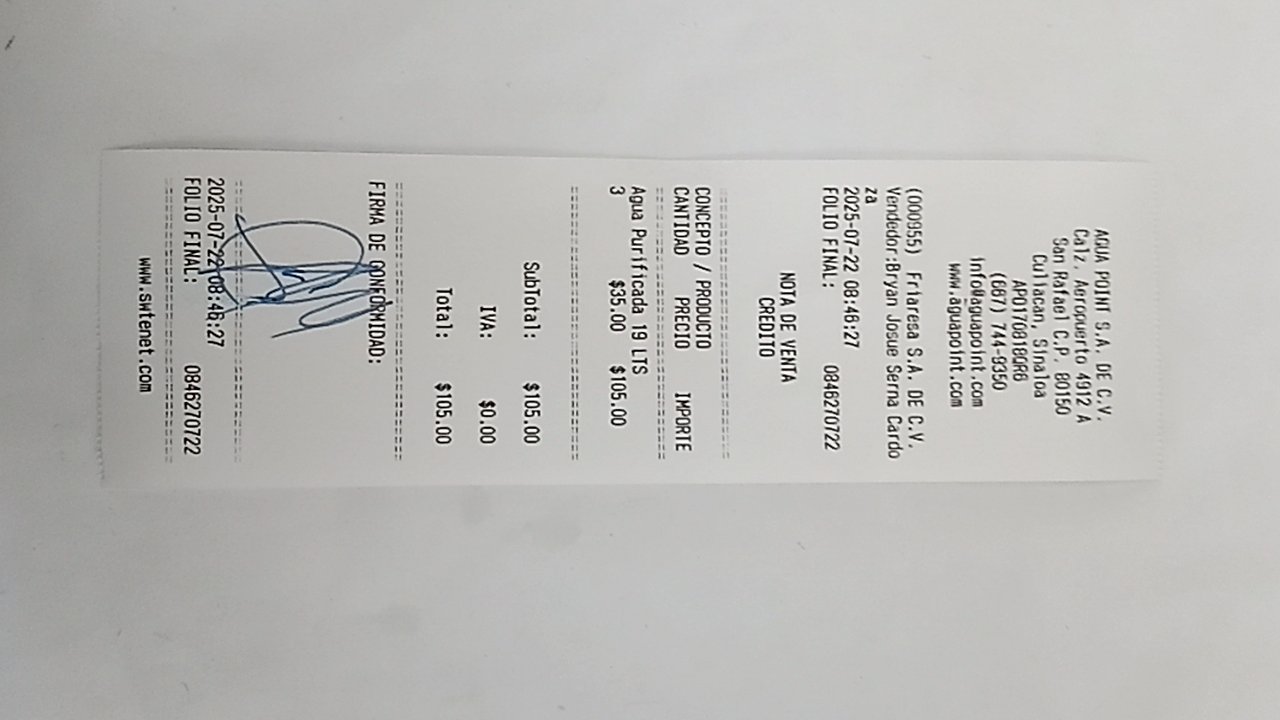 AGUA POINT S.A. DE C.V.
Calz. Aeropuerto 4912 A
San Rafael C.P. 80150
Culiacan, Sinaloa
APO170818QR6
(667) 744-9350
info@aguapoint.com
www.aguapoint.com
(000955) Frlaresa S.A. DE C.V.
Vendedor:Bryan Josue Serna Cardo
za
2025-07-22 08:46:27
FOLIO FINAL: 0846270722
NOTA DE VENTA
CREDITO
================================
CONCEPTO / PRODUCTO
CANTIDAD PRECIO IMPORTE
================================
Agua Purificada 19 LTS
3 $35.00 $105.00
================================
SubTotal: $105.00
IVA: $0.00
Total: $105.00
================================
FIRMA DE CONFORMIDAD:
================================
2025-07-22 08:46:27
FOLIO FINAL: 0846270722
================================
www.swtenet.com